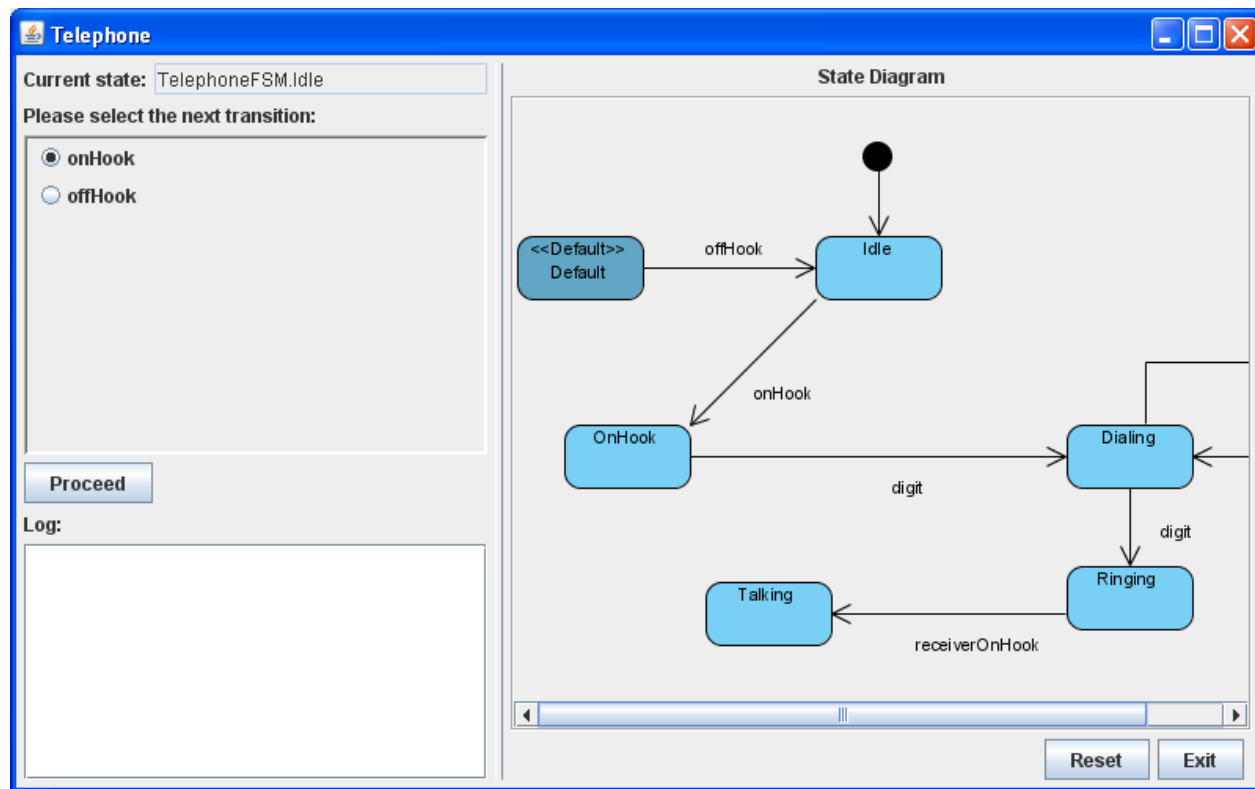 Telephone
Current state: TelephoneFSM.Idle
Please select the next transition:
onHook
offHook
Proceed
Log:
State Diagram
<<Default>>
Default
offHook
Idle
onHook
OnHook
digit
Dialing
digit
Ringing
Talking
receiverOnHook
Reset
Exit